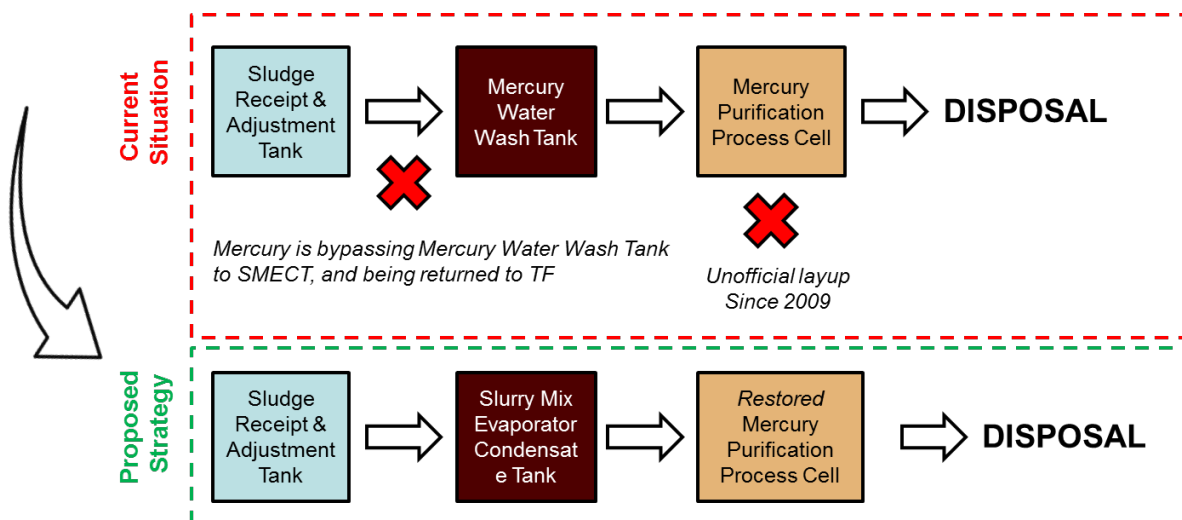 Current
Situation
Sludge
Receipt &
Adjustment
Tank
Mercury
Water
Wash Tank
Mercury
Purification
Process Cell
DISPOSAL
Mercury is bypassing Mercury Water Wash Tank
to SMECT, and being returned to TF
Unofficial layup
Since 2009
Proposed
Strategy
Sludge
Receipt &
Adjustment
Tank
Slurry Mix
Evaporator
Condensat
e Tank
Restored
Mercury
Purification
Process Cell
DISPOSAL